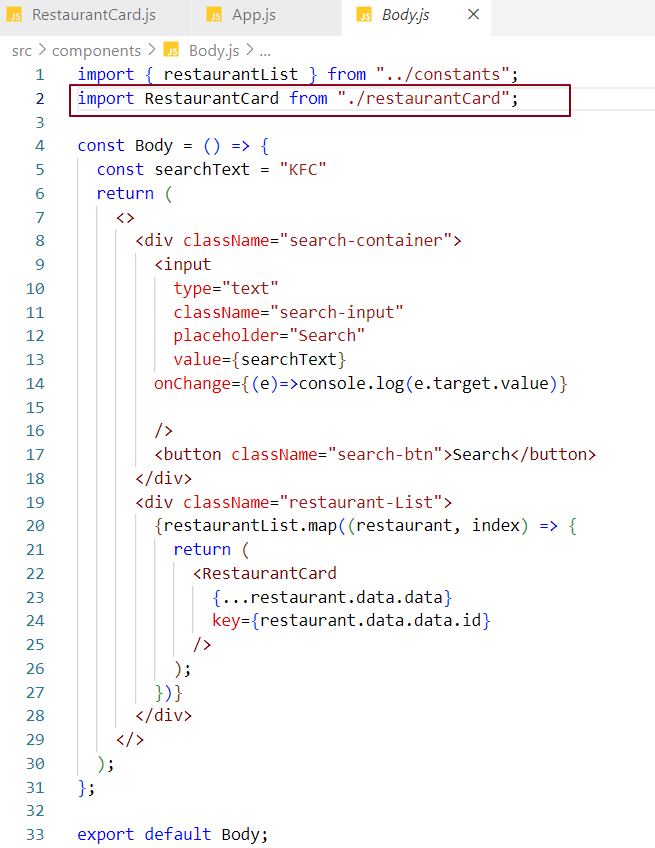 JS RestaurantCard.js JS App.js JS Body.js ×
src > components > JS Body.js > ...
1 import { restaurantList } from "../constants";
2 import RestaurantCard from "./restaurantCard";
3
4 const Body = () => {
5 const searchText = "KFC"
6 return (
7 <>
8 <div className="search-container">
9 <input
10 type="text"
11 className="search-input"
12 placeholder="Search"
13 value={searchText}
14 onChange={(e)=>console.log(e.target.value)}
15
16 />
17 <button className="search-btn">Search</button>
18 </div>
19 <div className="restaurant-List">
20 {restaurantList.map((restaurant, index) => {
21 return (
22 <RestaurantCard
23 {...restaurant.data.data}
24 key={restaurant.data.data.id}
25 />
26 );
27 })}
28 </div>
29 </>
30 );
31 };
32
33 export default Body;